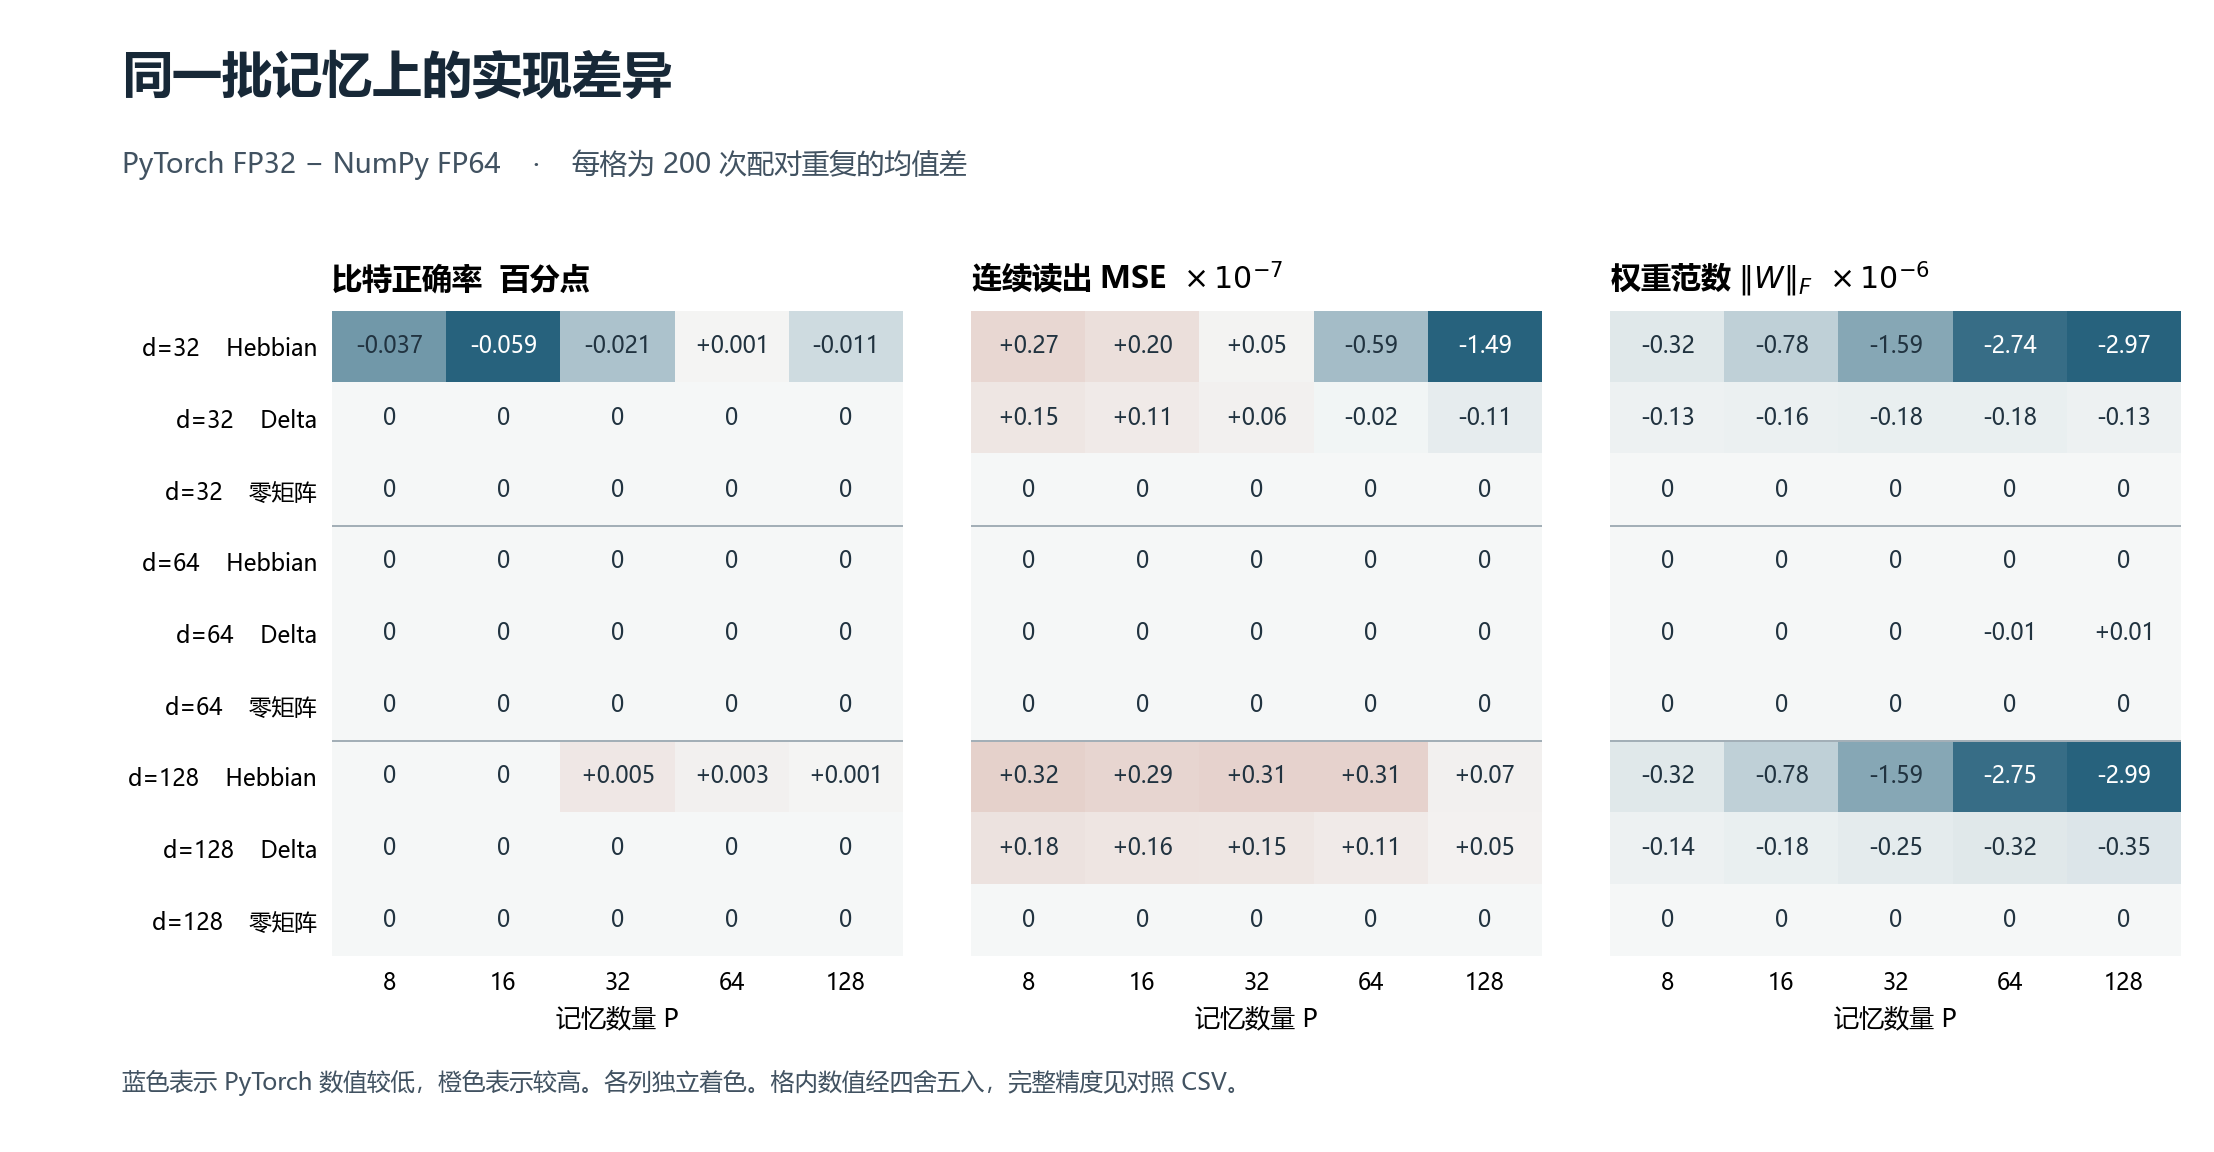 同一批记忆上的实现差异
PyTorch FP32 − NumPy FP64 · 每格为 200 次配对重复的均值差
比特正确率 百分点
连续读出 MSE ×10⁻⁷
权重范数 ‖W‖F ×10⁻⁶
d=32 Hebbian -0.037 -0.059 -0.021 +0.001 -0.011 +0.27 +0.20 +0.05 -0.59 -1.49 -0.32 -0.78 -1.59 -2.74 -2.97
d=32 Delta 0 0 0 0 0 +0.15 +0.11 +0.06 -0.02 -0.11 -0.13 -0.16 -0.18 -0.18 -0.13
d=32 零矩阵 0 0 0 0 0 0 0 0 0 0 0 0 0 0 0
d=64 Hebbian 0 0 0 0 0 0 0 0 0 0 0 0 0 0 0
d=64 Delta 0 0 0 0 0 0 0 0 0 0 0 0 0 -0.01 +0.01
d=64 零矩阵 0 0 0 0 0 0 0 0 0 0 0 0 0 0 0
d=128 Hebbian 0 0 +0.005 +0.003 +0.001 +0.32 +0.29 +0.31 +0.31 +0.07 -0.32 -0.78 -1.59 -2.75 -2.99
d=128 Delta 0 0 0 0 0 +0.18 +0.16 +0.15 +0.11 +0.05 -0.14 -0.18 -0.25 -0.32 -0.35
d=128 零矩阵 0 0 0 0 0 0 0 0 0 0 0 0 0 0 0
8 16 32 64 128 8 16 32 64 128 8 16 32 64 128
记忆数量 P 记忆数量 P 记忆数量 P
蓝色表示 PyTorch 数值较低，橙色表示较高。各列独立着色。格内数值经四舍五入，完整精度见对照 CSV。